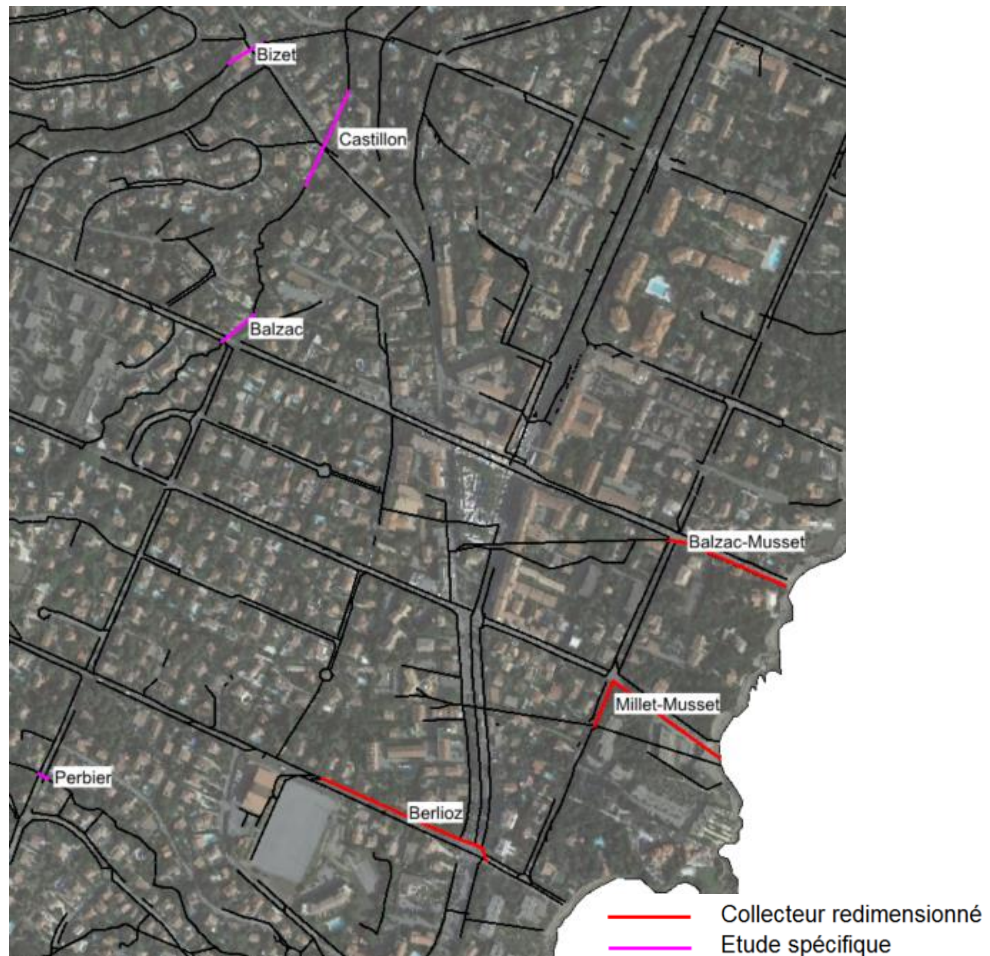 Bizet
Castillon
Balzac
Balzac-Musset
Millet-Musset
Perbier
Berlioz
Collecteur redimensionné
Etude spécifique